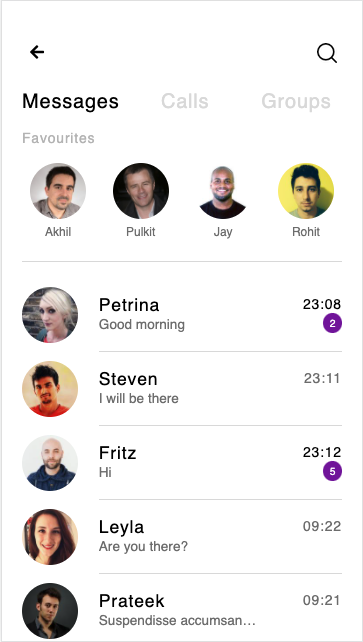 Messages Calls Groups
Favourites
Akhil Pulkit Jay Rohit
Petrina 23:08
Good morning 2
Steven 23:11
I will be there
Fritz 23:12
Hi 5
Leyla 09:22
Are you there?
Prateek 09:21
Suspendisse accumsan…